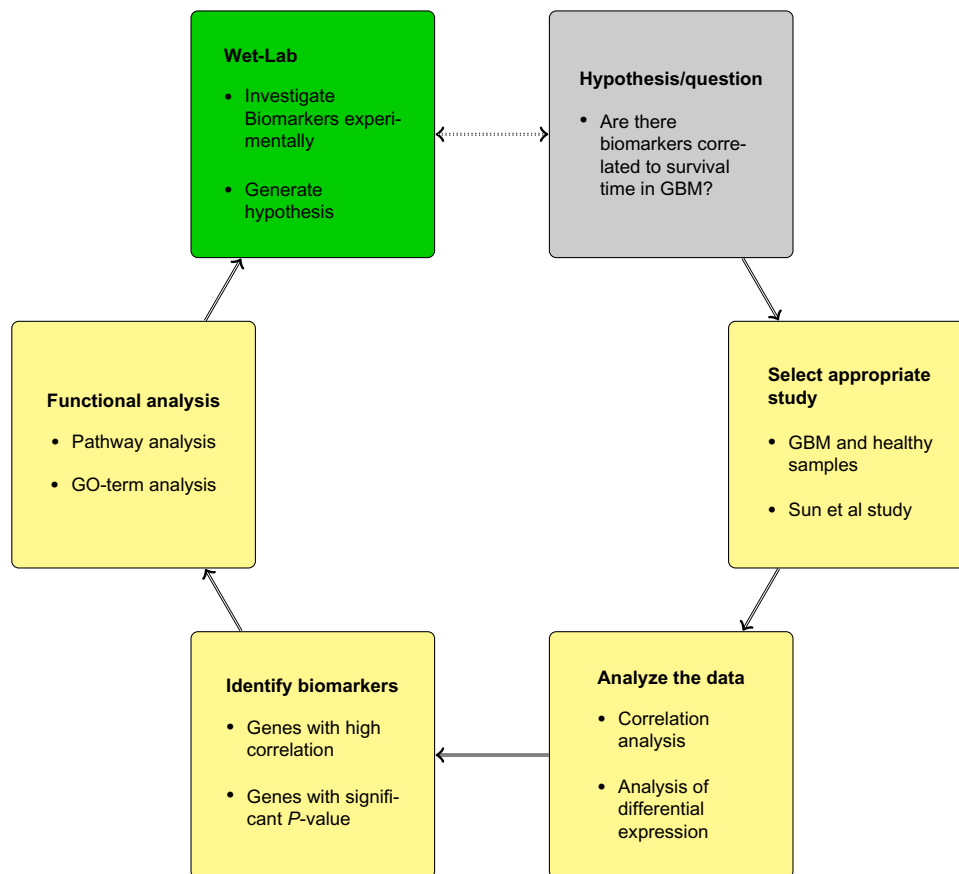 Wet-Lab
• Investigate
Biomarkers experi-
mentally
• Generate
hypothesis
Hypothesis/question
• Are there
biomarkers corre-
lated to survival
time in GBM?
Select appropriate
study
• GBM and healthy
samples
• Sun et al study
Analyze the data
• Correlation
analysis
• Analysis of
differential
expression
Identify biomarkers
• Genes with high
correlation
• Genes with signifi-
cant P-value
Functional analysis
• Pathway analysis
• GO-term analysis